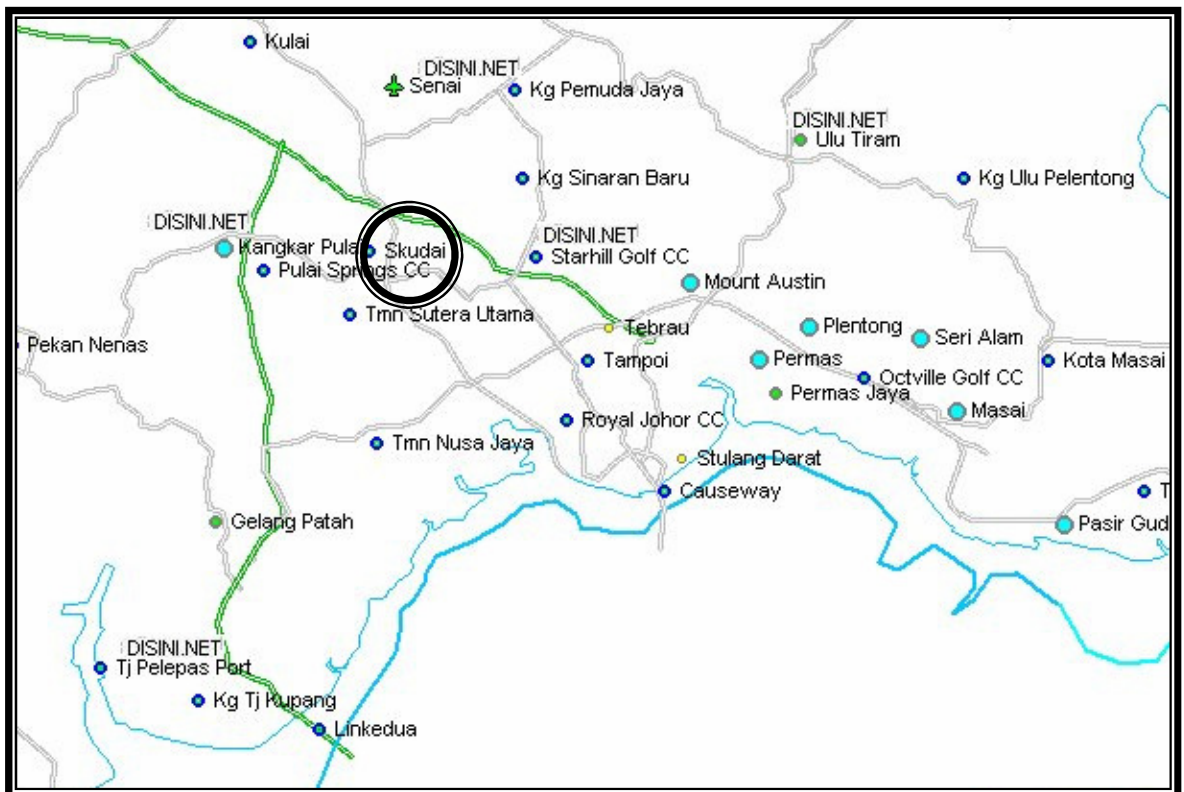 Kulai
DISINI.NET
Senai
Kg Pemuda Jaya
DISINI.NET
Ulu Tiram
Kg Sinaran Baru
Kg Ulu Pelentong
DISINI.NET
Kangkar Pulai
Skudai
DISINI.NET
Starhill Golf CC
Pulai Springs CC
Mount Austin
Tmn Sutera Utama
Tebrau
Plentong
Seri Alam
Pekan Nenas
Tampoi
Permas
Kota Masai
Octville Golf CC
Permas Jaya
Masai
Royal Johor CC
Tmn Nusa Jaya
Stulang Darat
Causeway
T
Gelang Patah
Pasir Gud
DISINI.NET
Tj Pelepas Port
Kg Tj Kupang
Linkedua